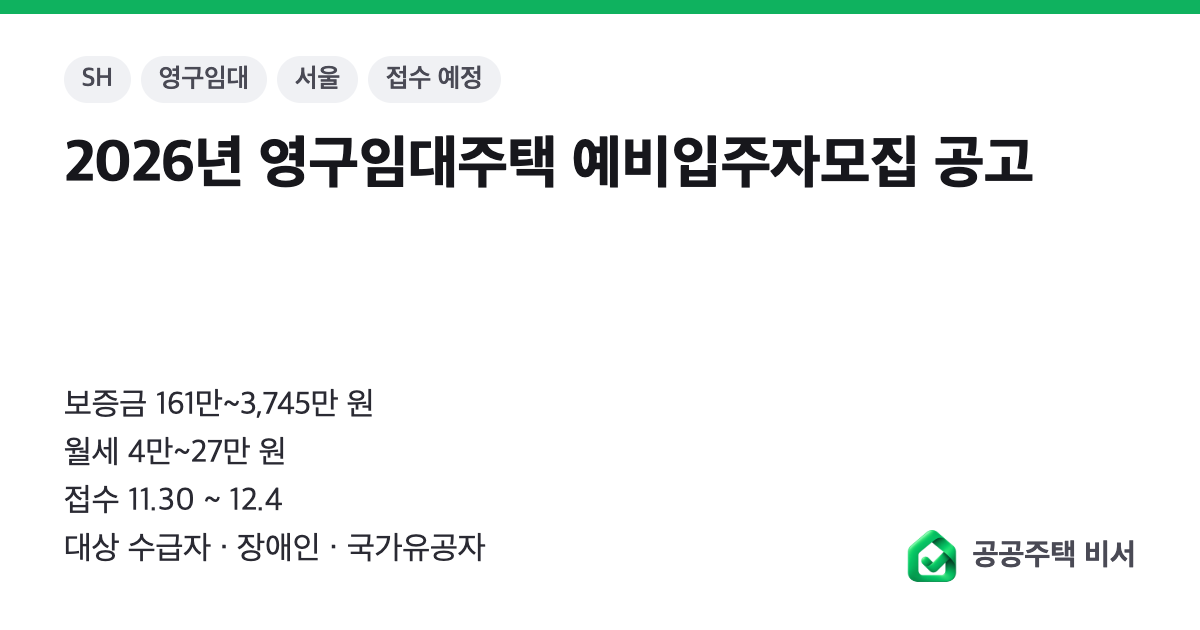 SH 영구임대 서울 접수 예정
2026년 영구임대주택 예비입주자모집 공고
보증금 161만~3,745만 원
월세 4만~27만 원
접수 11.30 ~ 12.4
대상 수급자 · 장애인 · 국가유공자
공공주택 비서